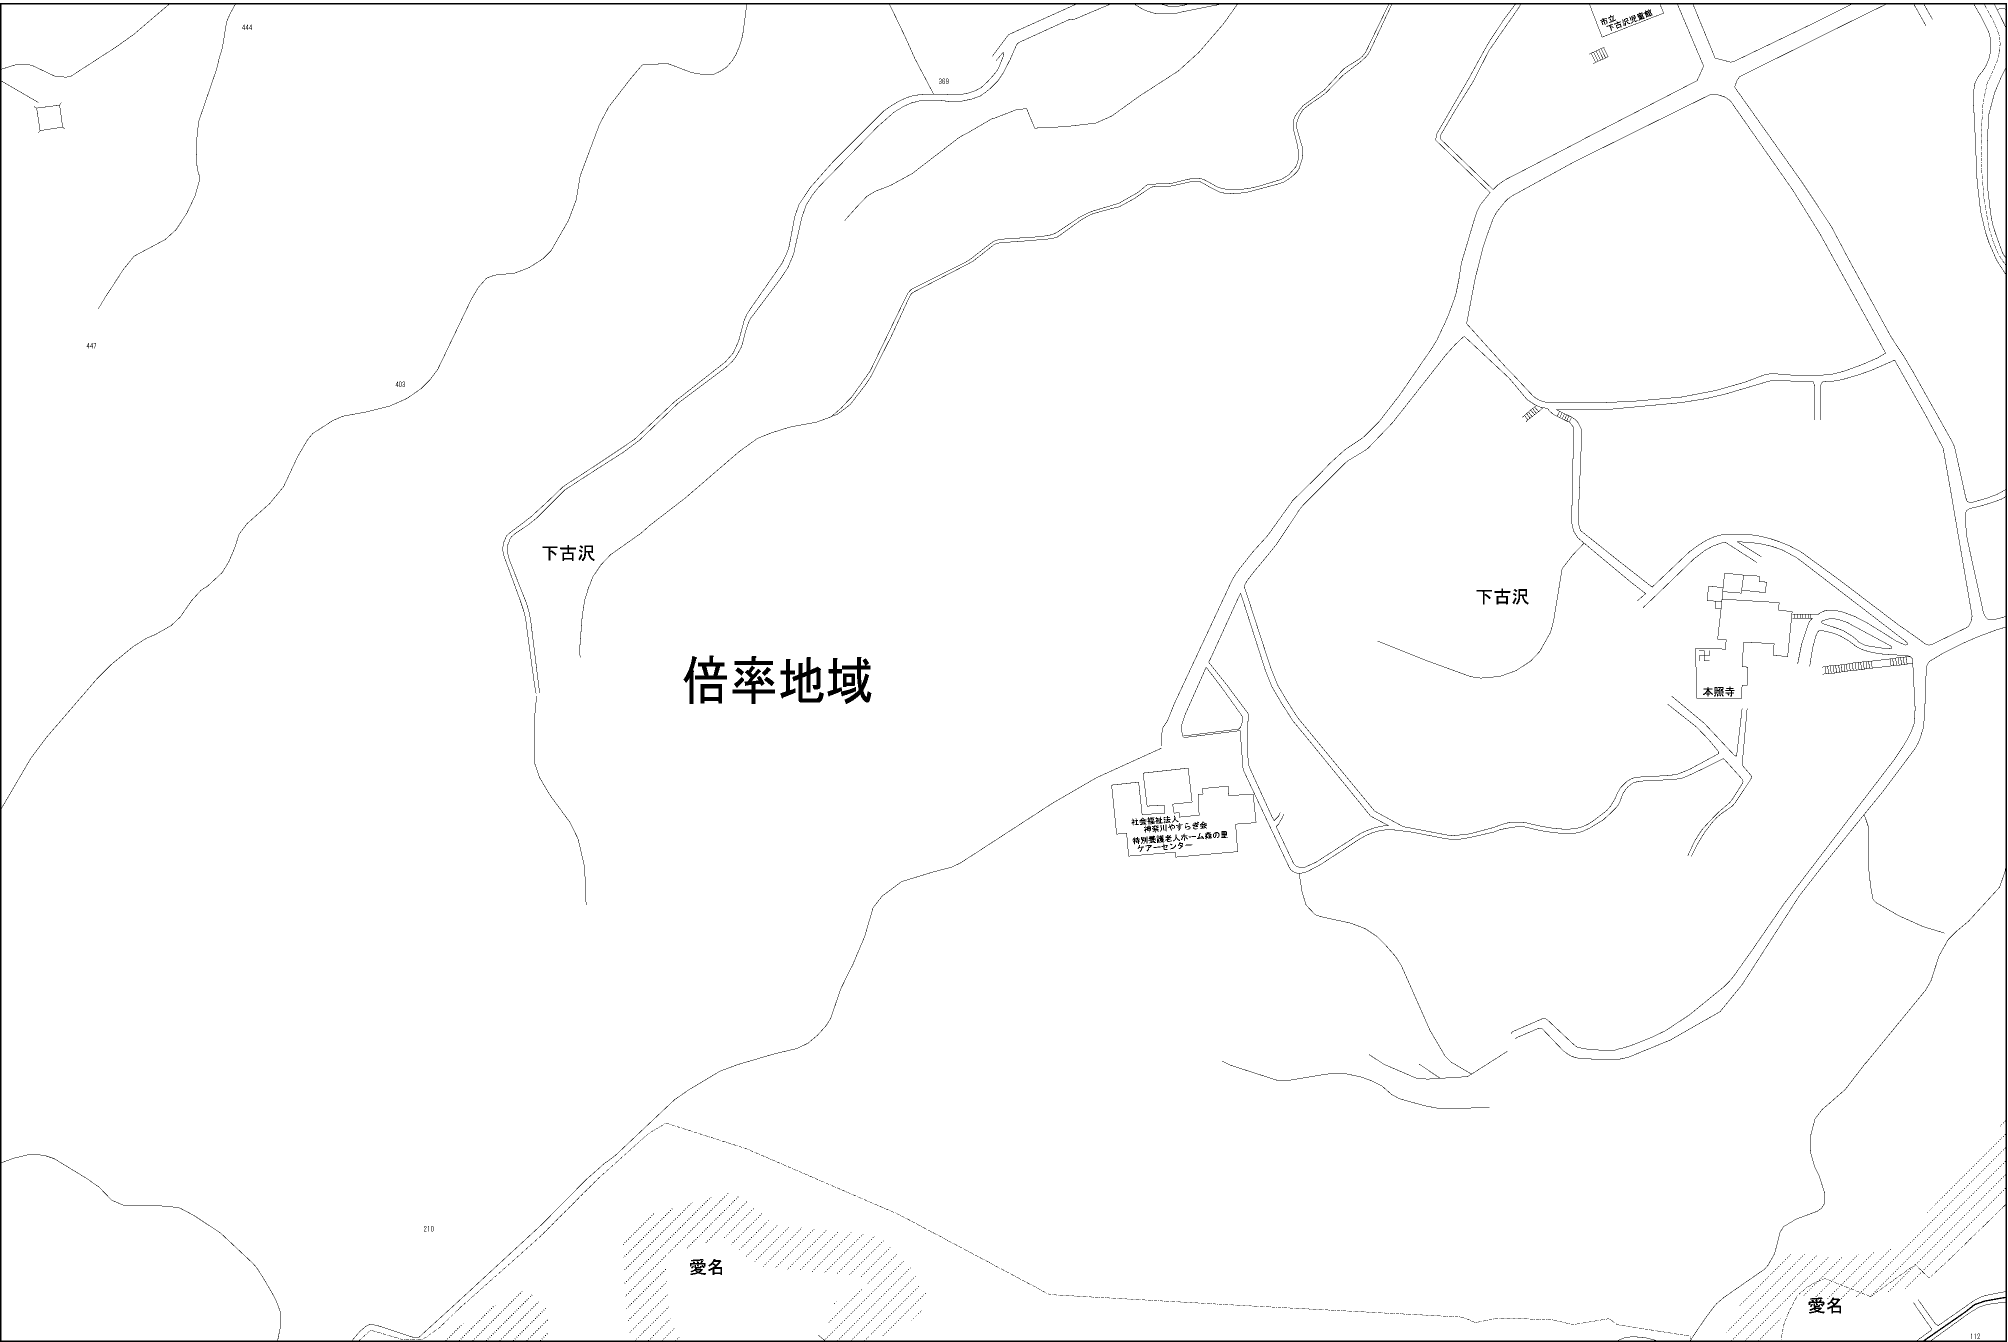 444
市立
下古沢児童館
369
447
403
下古沢
下古沢
倍率地域
本照寺
社会福祉法人
神奈川やすらぎ会
特別養護老人ホーム森の里
ケアーセンター
210
愛名
愛名
112